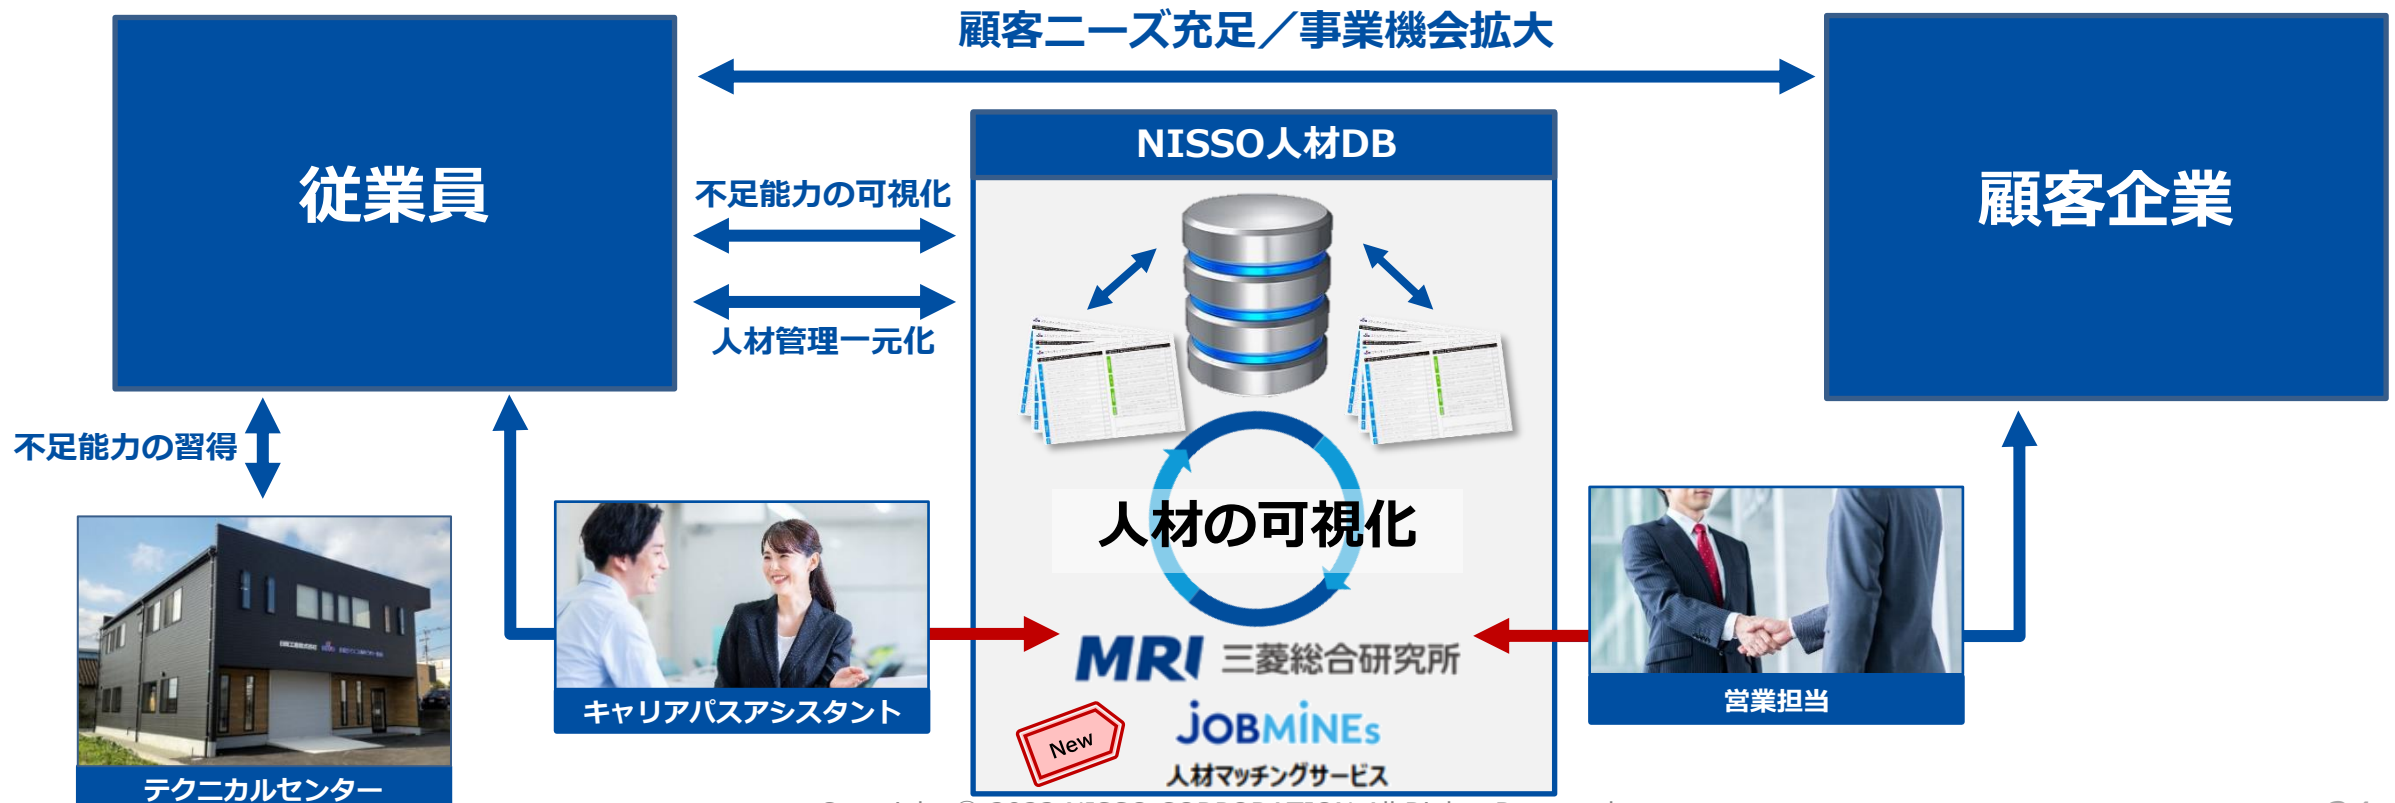 顧客ニーズ充足／事業機会拡大
従業員
NISSO人材DB
顧客企業
不足能力の可視化
人材管理一元化
不足能力の習得
人材の可視化
MRI 三菱総合研究所
キャリアパスアシスタント
営業担当
New
JOBMINEs
人材マッチングサービス
テクニカルセンター